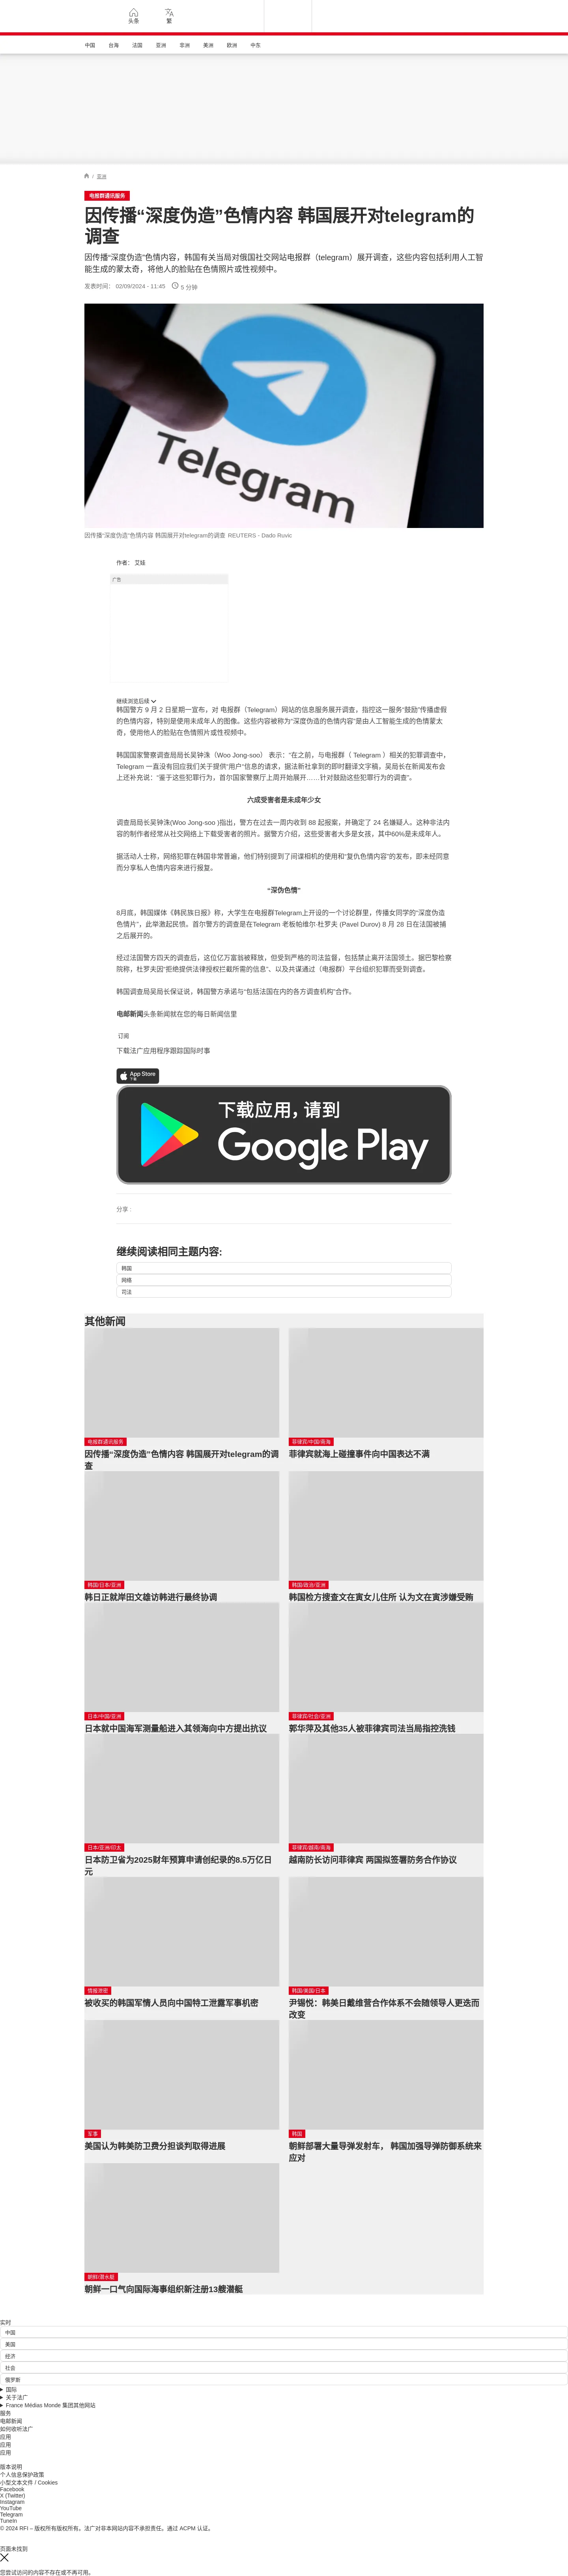 头条
繁
中国
台海
法国
亚洲
非洲
美洲
欧洲
中东
/ 亚洲
电报群通讯服务
因传播“深度伪造”色情内容 韩国展开对telegram的
调查
因传播“深度伪造”色情内容，韩国有关当局对俄国社交网站电报群（telegram）展开调查，这些内容包括利用人工智
能生成的蒙太奇，将他人的脸贴在色情照片或性视频中。
发表时间： 02/09/2024 - 11:45 5 分钟
Telegram
因传播“深度伪造”色情内容 韩国展开对telegram的调查 REUTERS - Dado Ruvic
作者： 艾娣
广告
继续浏览后续
韩国警方 9 月 2 日星期一宣布，对 电报群（Telegram）网站的信息服务展开调查，指控这一服务“鼓励”传播虚假
的色情内容，特别是使用未成年人的图像。这些内容被称为“深度伪造的色情内容”是由人工智能生成的色情蒙太
奇，使用他人的脸贴在色情照片或性视频中。
韩国国家警察调查局局长吴钟洙（Woo Jong-soo） 表示：“在之前，与电报群（ Telegram ）相关的犯罪调查中，
Telegram 一直没有回应我们关于提供“用户”信息的请求，据法新社拿到的即时翻译文字稿，吴局长在新闻发布会
上还补充说：“鉴于这些犯罪行为，首尔国家警察厅上周开始展开……针对鼓励这些犯罪行为的调查”。
六成受害者是未成年少女
调查局局长吴钟洙(Woo Jong-soo )指出，警方在过去一周内收到 88 起报案，并确定了 24 名嫌疑人。这种非法内
容的制作者经常从社交网络上下载受害者的照片。据警方介绍，这些受害者大多是女孩，其中60%是未成年人。
据活动人士称，网络犯罪在韩国非常普遍，他们特别提到了间谍相机的使用和“复仇色情内容”的发布，即未经同意
而分享私人色情内容来进行报复。
“深伪色情”
8月底，韩国媒体《韩民族日报》称，大学生在电报群Telegram上开设的一个讨论群里，传播女同学的“深度伪造
色情片”，此举激起民愤。首尔警方的调查是在Telegram 老板帕维尔·杜罗夫 (Pavel Durov) 8 月 28 日在法国被捕
之后展开的。
经过法国警方四天的调查后，这位亿万富翁被释放，但受到严格的司法监督，包括禁止离开法国领土。据巴黎检察
院称，杜罗夫因“拒绝提供法律授权拦截所需的信息”、以及共谋通过（电报群）平台组织犯罪而受到调查。
韩国调查局吴局长保证说，韩国警方承诺与“包括法国在内的各方调查机构”合作。
电邮新闻头条新闻就在您的每日新闻信里
订阅
下载法广应用程序跟踪国际时事
App Store
下载
下载应用，请到
Google Play
分享 :
继续阅读相同主题内容:
韩国
网络
司法
其他新闻
电报群通讯服务
因传播“深度伪造”色情内容 韩国展开对telegram的调
查
菲律宾/中国/南海
菲律宾就海上碰撞事件向中国表达不满
韩国/日本/亚洲
韩日正就岸田文雄访韩进行最终协调
韩国/政治/亚洲
韩国检方搜查文在寅女儿住所 认为文在寅涉嫌受贿
日本/中国/亚洲
日本就中国海军测量船进入其领海向中方提出抗议
菲律宾/社会/亚洲
郭华萍及其他35人被菲律宾司法当局指控洗钱
日本/亚洲/印太
日本防卫省为2025财年预算申请创纪录的8.5万亿日
元
菲律宾/越南/南海
越南防长访问菲律宾 两国拟签署防务合作协议
情报泄密
被收买的韩国军情人员向中国特工泄露军事机密
韩国/美国/日本
尹锡悦：韩美日戴维营合作体系不会随领导人更迭而
改变
军事
美国认为韩美防卫费分担谈判取得进展
韩国
朝鲜部署大量导弹发射车， 韩国加强导弹防御系统来
应对
朝鲜/潜水艇
朝鲜一口气向国际海事组织新注册13艘潜艇
实时
中国
美国
经济
社会
俄罗斯
国际
关于法广
France Médias Monde 集团其他网站
服务
电邮新闻
如何收听法广
应用
应用
应用
版本说明
个人信息保护政策
小型文本文件 / Cookies
Facebook
X (Twitter)
Instagram
YouTube
Telegram
TuneIn
© 2024 RFI – 版权所有版权所有。法广对非本网站内容不承担责任。通过 ACPM 认证。
页面未找到
您尝试访问的内容不存在或不再可用。